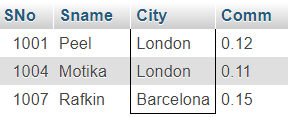 SNo Sname City Comm
1001 Peel London 0.12
1004 Motika London 0.11
1007 Rafkin Barcelona 0.15